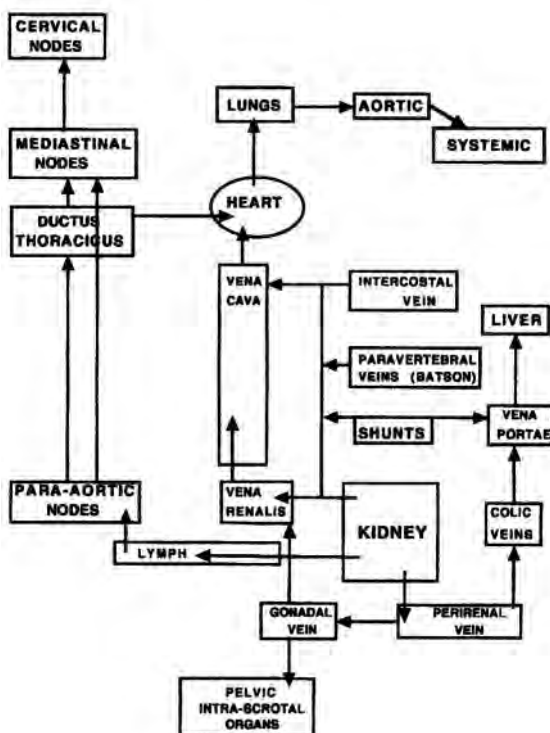 CERVICAL
NODES
LUNGS
AORTIC
SYSTEMIC
MEDIASTINAL
NODES
HEART
DUCTUS
THORACICUS
VENA
CAVA
INTERCOSTAL
VEIN
LIVER
PARAVERTEBRAL
VEINS (BATSON)
SHUNTS
VENA
PORTAE
PARA-AORTIC
NODES
VENA
RENALIS
KIDNEY
COLIC
VEINS
LYMPH
GONADAL
VEIN
PERIRENAL
VEIN
PELVIC
INTRA-SCROTAL
ORGANS